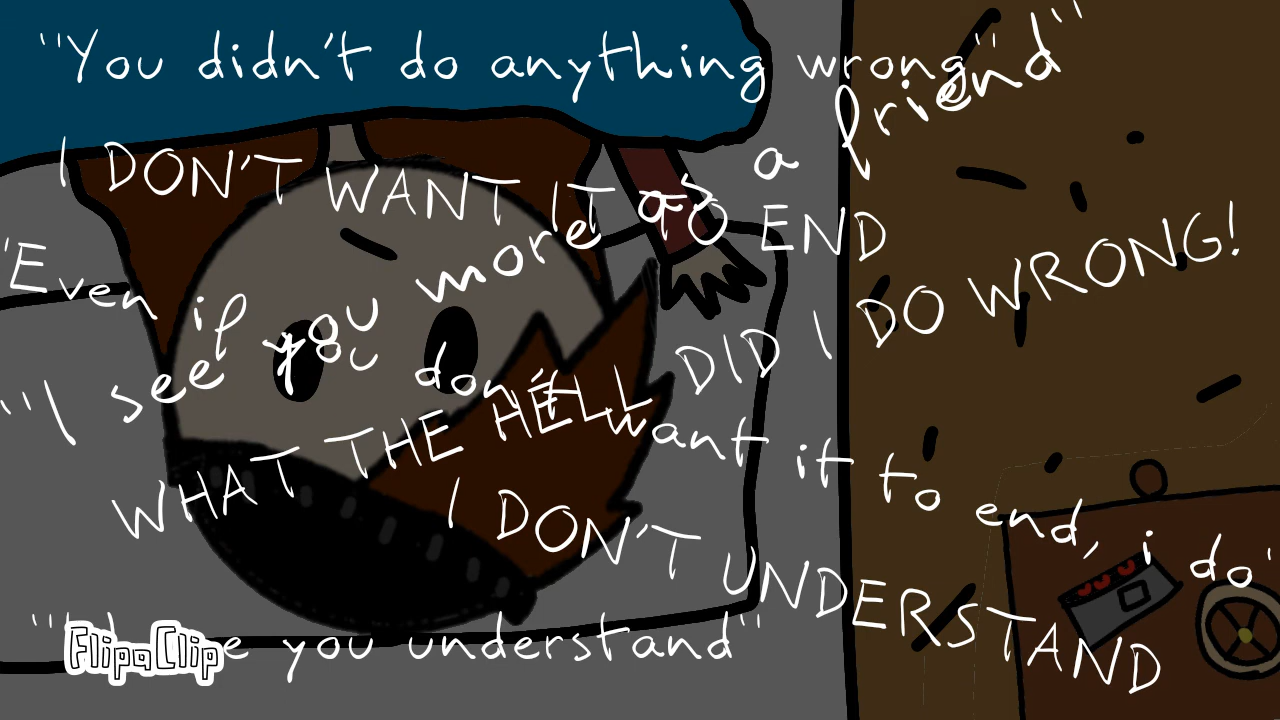 "You didn't do anything wrong"
I DON'T WANT IT TO END
"I see you more as a friend"
"Even if you don't want it to end, i do"
WHAT THE HELL DID I DO WRONG!
I DON'T UNDERSTAND
you understand"
FlipaClip